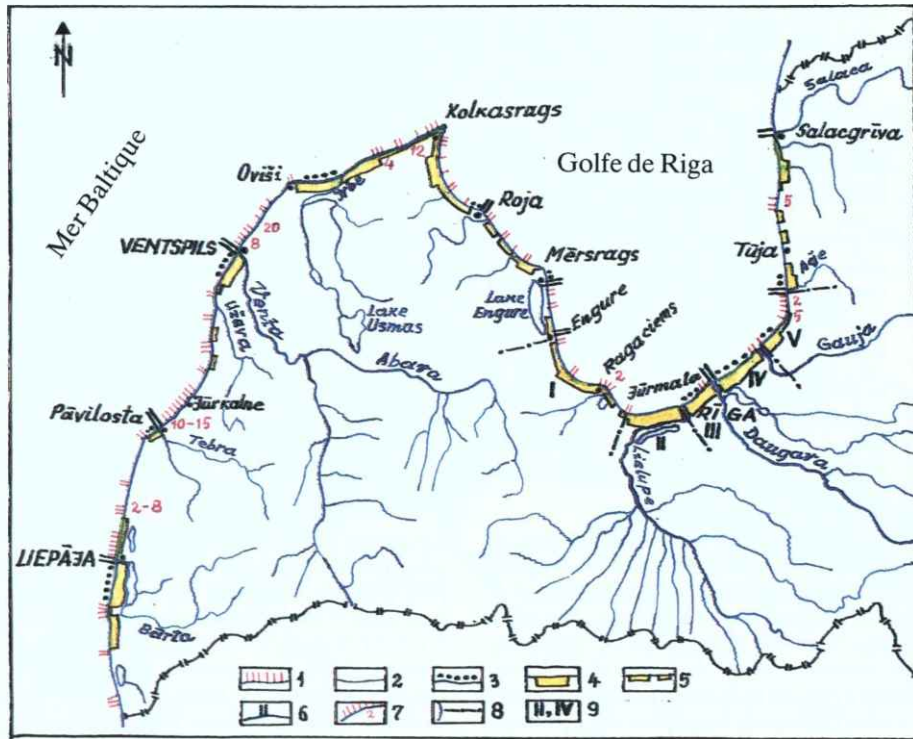 N
Mer Baltique
Golfe de Riga
Kolkasrags
Salaca
Salacgrīva
Oviši
Irbe
4
12
Roja
5
20
VENTSPILS
8
Mērsrags
Tūja
Aģe
Užava
Venta
Lake
Usmas
Lake
Engure
Engure
2
5
Abava
Ragaciems
2
Gauja
V
I
Jūrmala
IV
Pāvilosta
Jūrkalne
10-15
RĪGA
III
II
Tebra
Daugava
Lielupe
2-8
LIEPĀJA
Bārta
1
2
3
4
5
6
2
7
8
II, IV
9